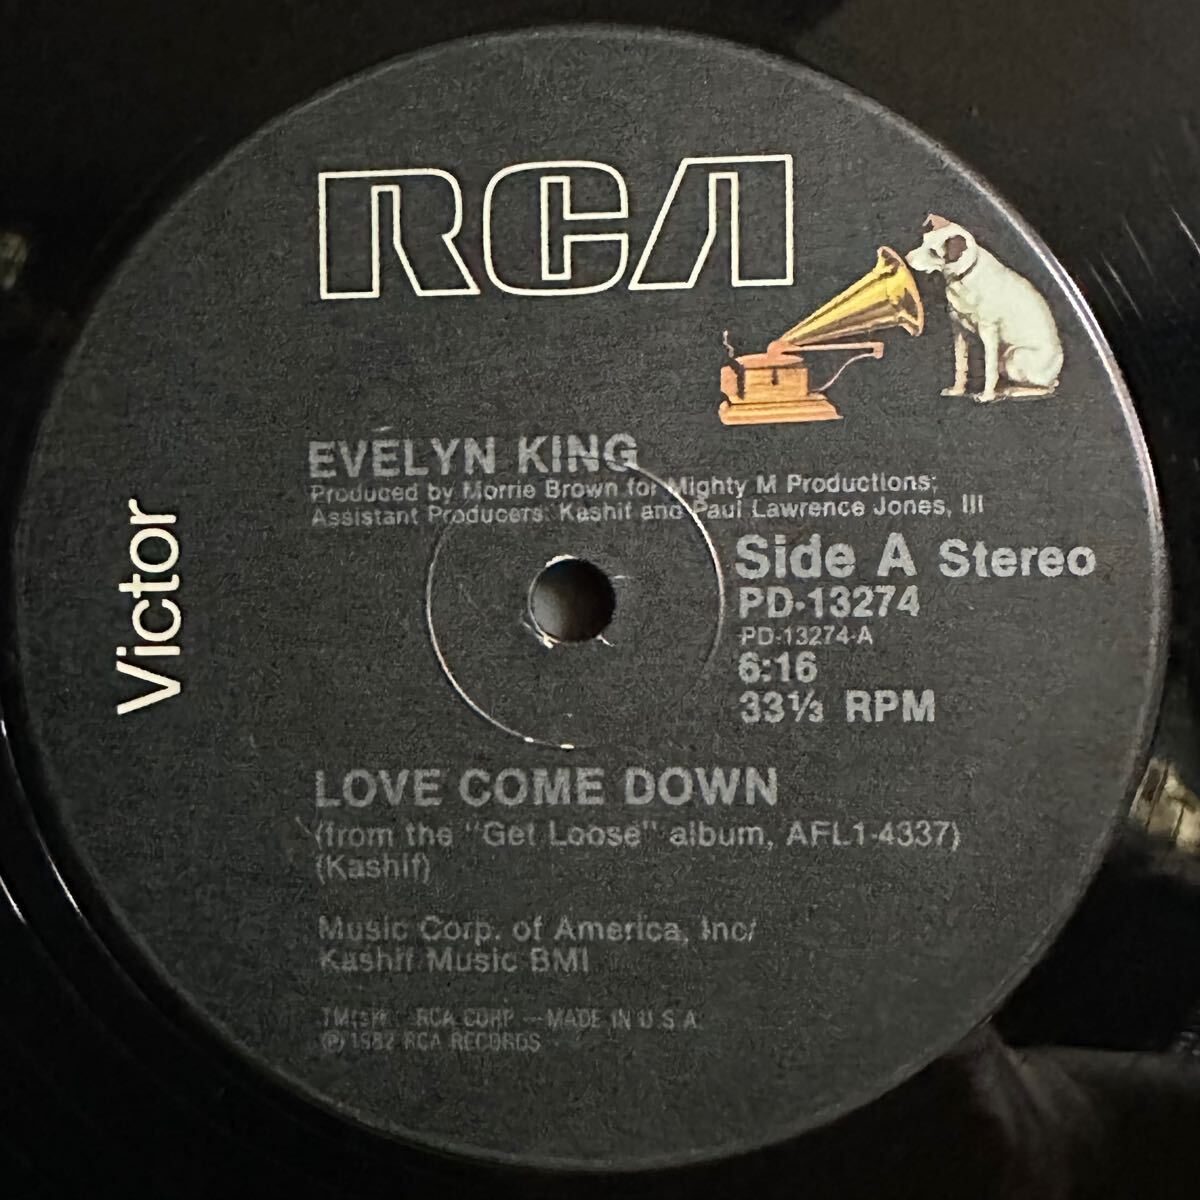 RCA
Victor
EVELYN KING
Produced by Morrie Brown for Mighty M Productions;
Assistant Producers: Kashif and Paul Lawrence Jones, III
Side A Stereo
PD-13274
PD-13274-A
6:16
33⅓ RPM
LOVE COME DOWN
(from the "Get Loose" album, AFL1-4337)
(Kashif)
Music Corp. of America, Inc/
Kashif Music BMI
RCA CORP.—MADE IN U.S.A.
℗ 1982 RCA RECORDS